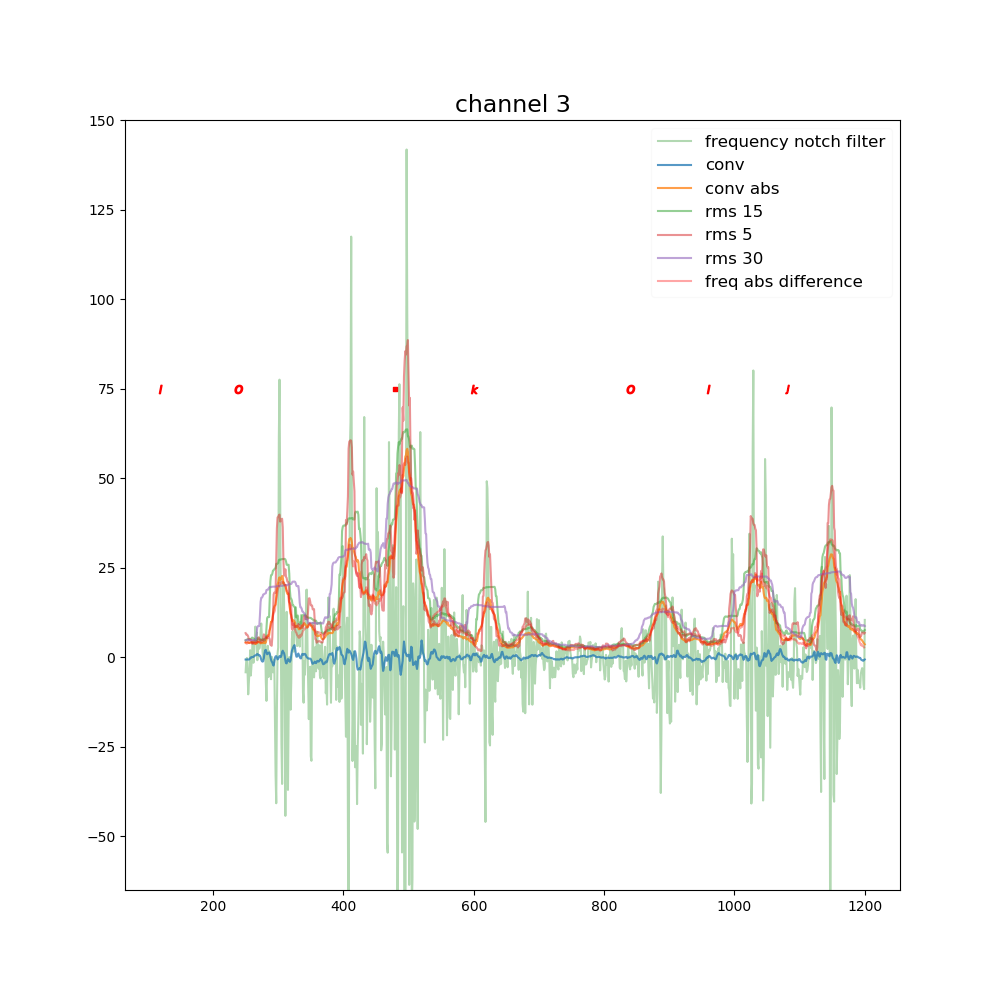 channel 3
150
125
100
75
50
25
0
−25
−50
frequency notch filter
conv
conv abs
rms 15
rms 5
rms 30
freq abs difference
l O . k O l J
200 400 600 800 1000 1200